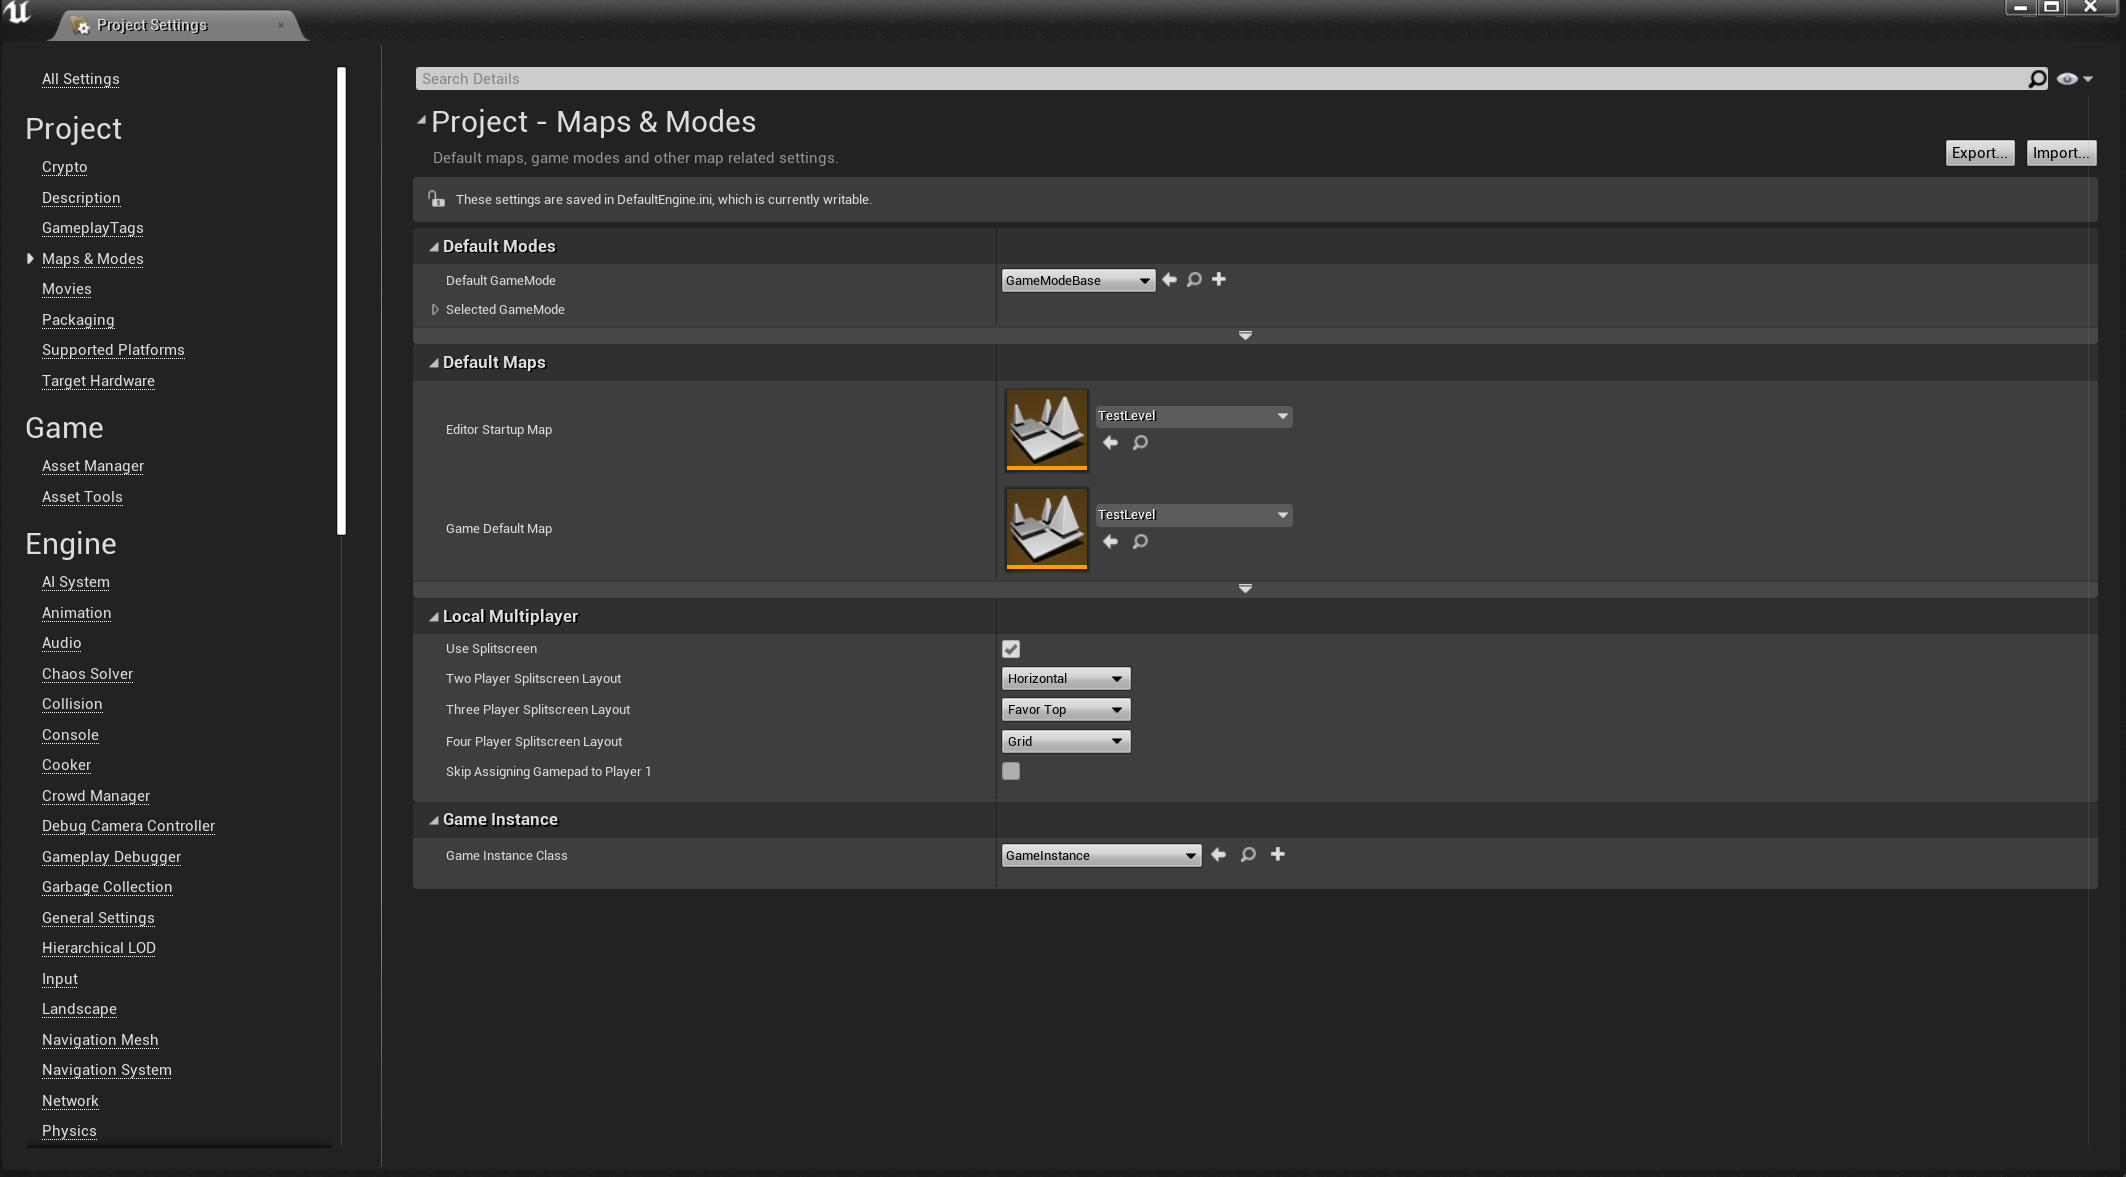 Project Settings
All Settings
Project
Crypto
Description
GameplayTags
Maps & Modes
Movies
Packaging
Supported Platforms
Target Hardware
Game
Asset Manager
Asset Tools
Engine
AI System
Animation
Audio
Chaos Solver
Collision
Console
Cooker
Crowd Manager
Debug Camera Controller
Gameplay Debugger
Garbage Collection
General Settings
Hierarchical LOD
Input
Landscape
Navigation Mesh
Navigation System
Network
Physics
Search Details
Project - Maps & Modes
Default maps, game modes and other map related settings.
Export... Import...
These settings are saved in DefaultEngine.ini, which is currently writable.
Default Modes
Default GameMode GameModeBase
Selected GameMode
Default Maps
Editor Startup Map TestLevel
Game Default Map TestLevel
Local Multiplayer
Use Splitscreen
Two Player Splitscreen Layout Horizontal
Three Player Splitscreen Layout Favor Top
Four Player Splitscreen Layout Grid
Skip Assigning Gamepad to Player 1
Game Instance
Game Instance Class GameInstance